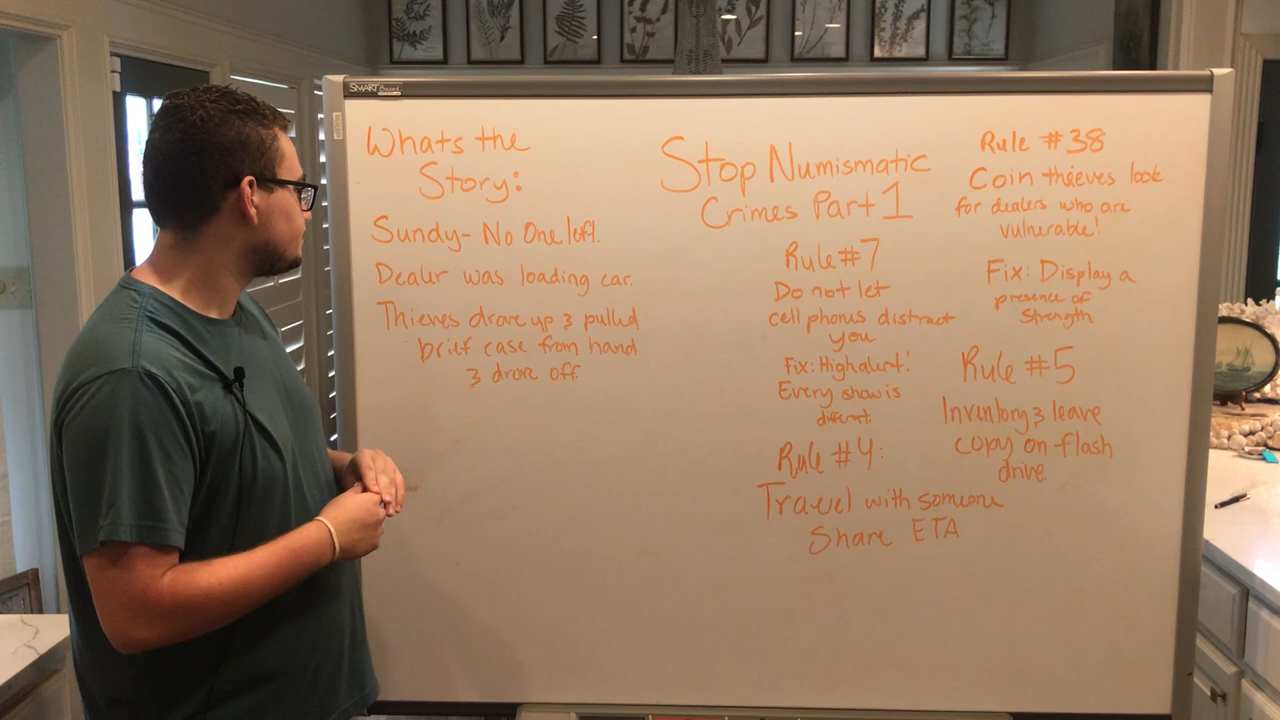 SMART Board
Whats the
Story:
Sundy- No One left.
Dealer was loading car.
Thieves drove up & pulled
brief case from hand
& drove off.
Stop Numismatic
Crimes Part 1
Rule #7
Do not let
cell phones distract
you
Fix: High alert!
Every show is
different.
Rule #4:
Travel with someone
Share ETA
Rule #38
Coin thieves look
for dealers who are
vulnerable!
Fix: Display a
presence of
Strength
Rule #5
Inventory & leave
copy on flash
drive